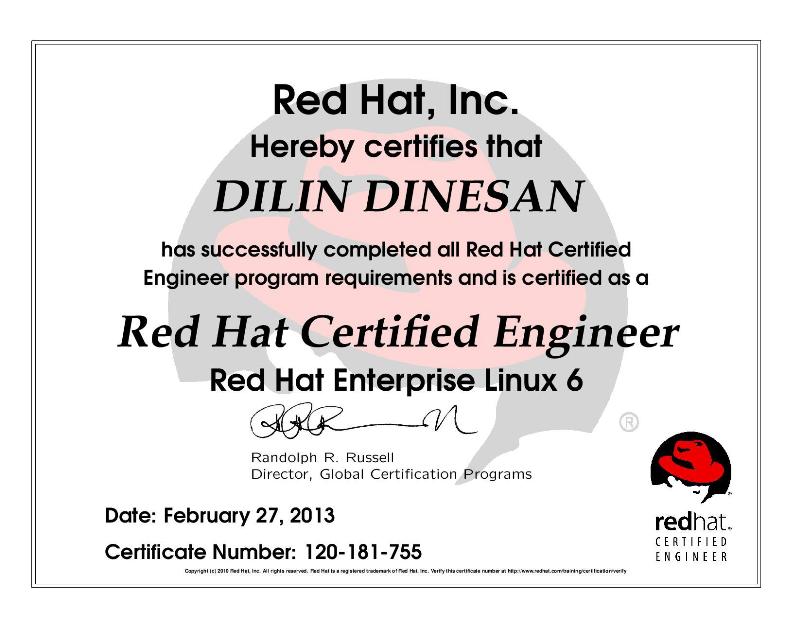 Red Hat, Inc.
Hereby certifies that
DILIN DINESAN
has successfully completed all Red Hat Certified
Engineer program requirements and is certified as a
Red Hat Certified Engineer
Red Hat Enterprise Linux 6
®
Randolph R. Russell
Director, Global Certification Programs
redhat.
CERTIFIED
ENGINEER
Date: February 27, 2013
Certificate Number: 120-181-755
Copyright (c) 2010 Red Hat, Inc. All rights reserved. Red Hat is a registered trademark of Red Hat, Inc. Verify this certificate number at http://www.redhat.com/training/certification/verify